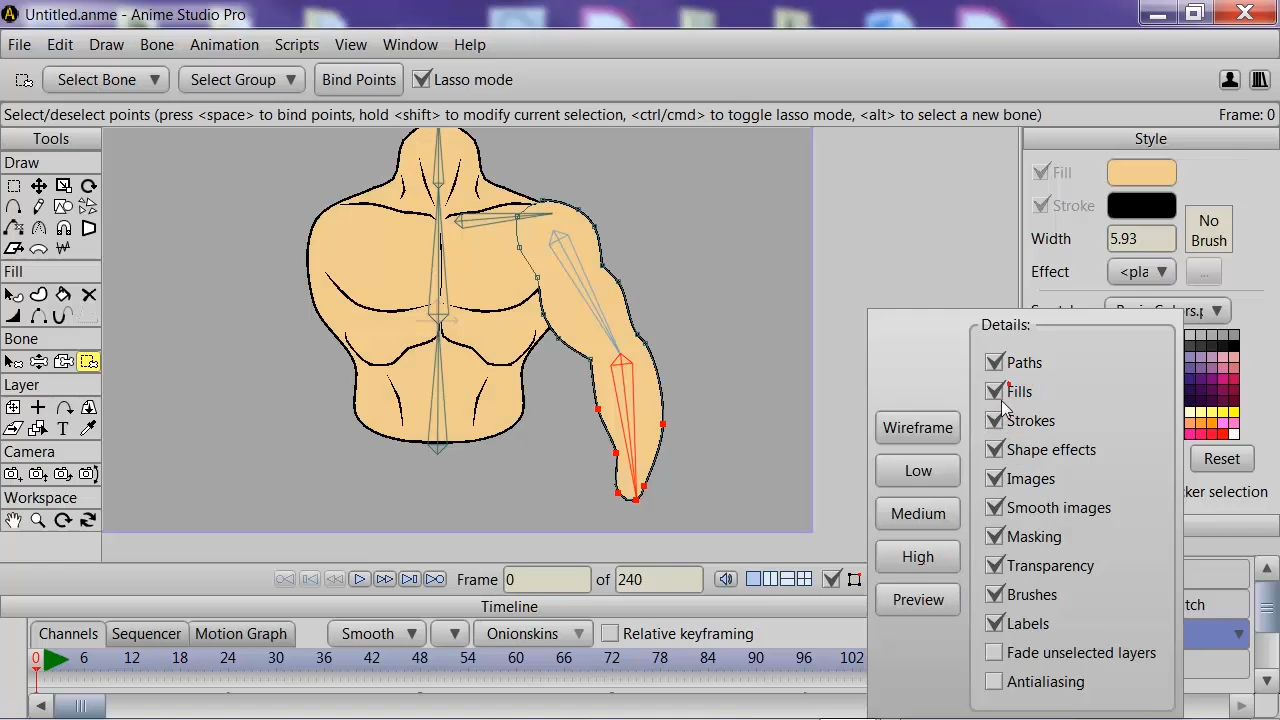 Untitled.anme - Anime Studio Pro
File Edit Draw Bone Animation Scripts View Window Help
Select Bone Select Group Bind Points Lasso mode
Select/deselect points (press <space> to bind points, hold <shift> to modify current selection, <ctrl/cmd> to toggle lasso mode, <alt> to select a new bone) Frame: 0
Tools
Draw
Fill
Bone
Layer
T
Camera
Workspace
Style
Fill
Stroke
No Brush
Width 5.93
Effect <pla ...
Reset
ker selection
tch
Details:
Paths
Fills
Strokes
Shape effects
Images
Smooth images
Masking
Transparency
Brushes
Labels
Fade unselected layers
Antialiasing
Wireframe
Low
Medium
High
Preview
Frame 0 of 240
Timeline
Channels Sequencer Motion Graph Smooth Onionskins Relative keyframing
0 6 12 18 24 30 36 42 48 54 60 66 72 78 84 90 96 102